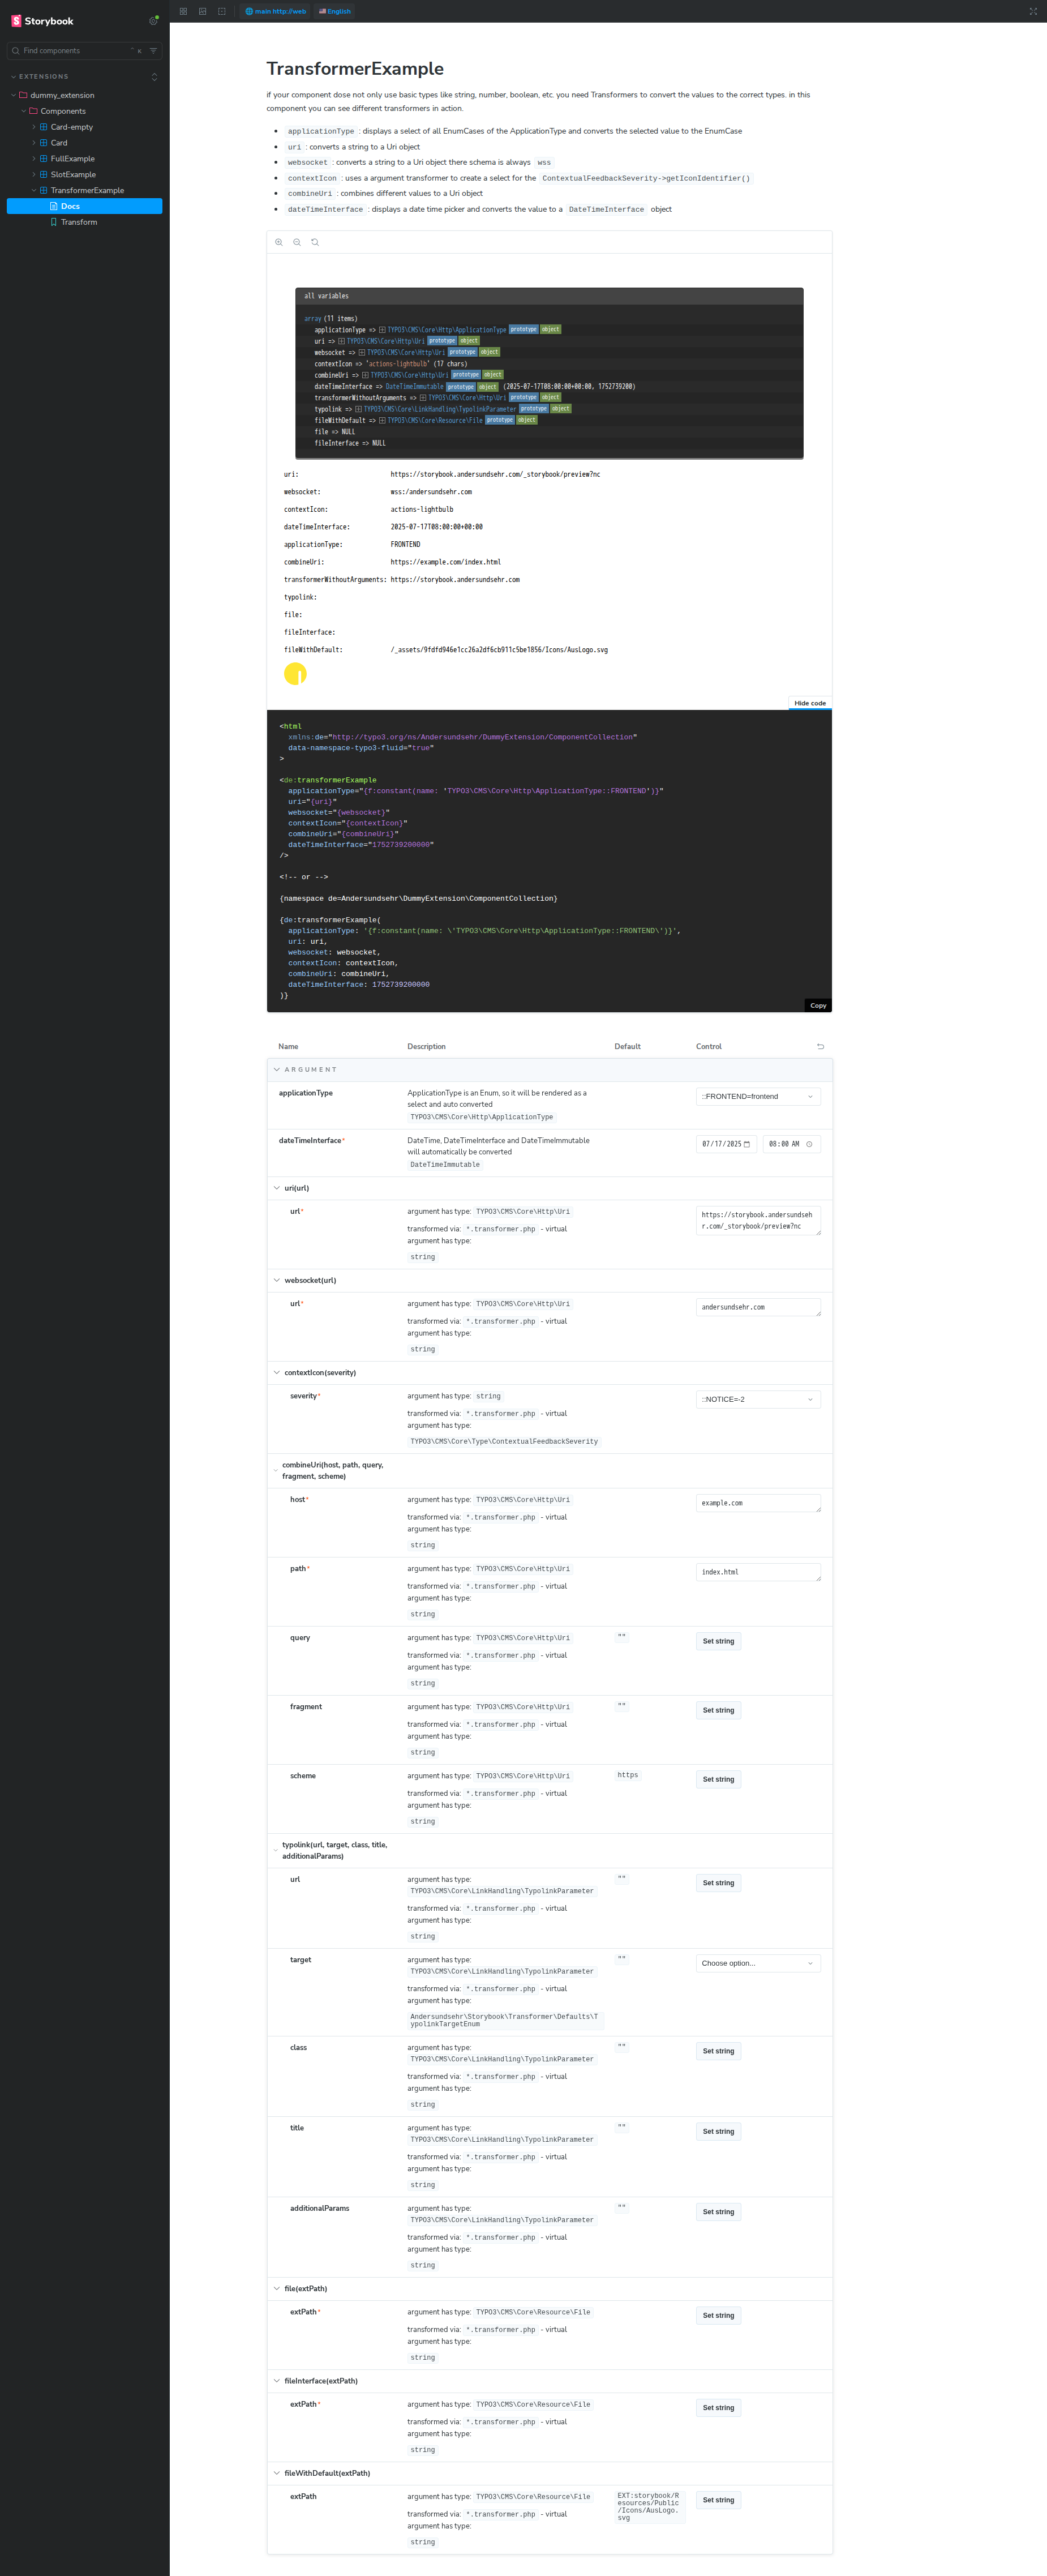 Storybook
main http://web
English
Find components
⌃ K
EXTENSIONS
dummy_extension
Components
Card-empty
Card
FullExample
SlotExample
TransformerExample
Docs
Transform
TransformerExample
if your component dose not only use basic types like string, number, boolean, etc. you need Transformers to convert the values to the correct types. in this
component you can see different transformers in action.
applicationType : displays a select of all EnumCases of the ApplicationType and converts the selected value to the EnumCase
uri : converts a string to a Uri object
websocket : converts a string to a Uri object there schema is always wss
contextIcon : uses a argument transformer to create a select for the ContextualFeedbackSeverity->getIconIdentifier()
combineUri : combines different values to a Uri object
dateTimeInterface : displays a date time picker and converts the value to a DateTimeInterface object
all variables
array (11 items)
applicationType => TYPO3\CMS\Core\Http\ApplicationType prototype object
uri => TYPO3\CMS\Core\Http\Uri prototype object
websocket => TYPO3\CMS\Core\Http\Uri prototype object
contextIcon => 'actions-lightbulb' (17 chars)
combineUri => TYPO3\CMS\Core\Http\Uri prototype object
dateTimeInterface => DateTimeImmutable prototype object (2025-07-17T08:00:00+00:00, 1752739200)
transformerWithoutArguments => TYPO3\CMS\Core\Http\Uri prototype object
typolink => TYPO3\CMS\Core\LinkHandling\TypolinkParameter prototype object
fileWithDefault => TYPO3\CMS\Core\Resource\File prototype object
file => NULL
fileInterface => NULL
uri: https://storybook.andersundsehr.com/_storybook/preview?nc
websocket: wss:/andersundsehr.com
contextIcon: actions-lightbulb
dateTimeInterface: 2025-07-17T08:00:00+00:00
applicationType: FRONTEND
combineUri: https://example.com/index.html
transformerWithoutArguments: https://storybook.andersundsehr.com
typolink:
file:
fileInterface:
fileWithDefault: /_assets/9fdfd946e1cc26a2df6cb911c5be1856/Icons/AusLogo.svg
Hide code
<html
xmlns:de="http://typo3.org/ns/Andersundsehr/DummyExtension/ComponentCollection"
data-namespace-typo3-fluid="true"
>
<de:transformerExample
applicationType="{f:constant(name: 'TYPO3\CMS\Core\Http\ApplicationType::FRONTEND')}"
uri="{uri}"
websocket="{websocket}"
contextIcon="{contextIcon}"
combineUri="{combineUri}"
dateTimeInterface="1752739200000"
/>
<!-- or -->
{namespace de=Andersundsehr\DummyExtension\ComponentCollection}
{de:transformerExample(
applicationType: '{f:constant(name: \'TYPO3\CMS\Core\Http\ApplicationType::FRONTEND\')}',
uri: uri,
websocket: websocket,
contextIcon: contextIcon,
combineUri: combineUri,
dateTimeInterface: 1752739200000
)}
Copy
Name Description Default Control
ARGUMENT
applicationType
ApplicationType is an Enum, so it will be rendered as a
select and auto converted
TYPO3\CMS\Core\Http\ApplicationType
::FRONTEND=frontend
dateTimeInterface*
DateTime, DateTimeInterface and DateTimeImmutable
will automatically be converted
DateTimeImmutable
07/17/2025 08:00 AM
uri(url)
url*
argument has type: TYPO3\CMS\Core\Http\Uri
transformed via: *.transformer.php - virtual
argument has type:
string
https://storybook.andersundseh
r.com/_storybook/preview?nc
websocket(url)
url*
argument has type: TYPO3\CMS\Core\Http\Uri
transformed via: *.transformer.php - virtual
argument has type:
string
andersundsehr.com
contextIcon(severity)
severity*
argument has type: string
transformed via: *.transformer.php - virtual
argument has type:
TYPO3\CMS\Core\Type\ContextualFeedbackSeverity
::NOTICE=-2
combineUri(host, path, query,
fragment, scheme)
host*
argument has type: TYPO3\CMS\Core\Http\Uri
transformed via: *.transformer.php - virtual
argument has type:
string
example.com
path*
argument has type: TYPO3\CMS\Core\Http\Uri
transformed via: *.transformer.php - virtual
argument has type:
string
index.html
query
argument has type: TYPO3\CMS\Core\Http\Uri
transformed via: *.transformer.php - virtual
argument has type:
string
""
Set string
fragment
argument has type: TYPO3\CMS\Core\Http\Uri
transformed via: *.transformer.php - virtual
argument has type:
string
""
Set string
scheme
argument has type: TYPO3\CMS\Core\Http\Uri
transformed via: *.transformer.php - virtual
argument has type:
string
https
Set string
typolink(url, target, class, title,
additionalParams)
url
argument has type:
TYPO3\CMS\Core\LinkHandling\TypolinkParameter
transformed via: *.transformer.php - virtual
argument has type:
string
""
Set string
target
argument has type:
TYPO3\CMS\Core\LinkHandling\TypolinkParameter
transformed via: *.transformer.php - virtual
argument has type:
Andersundsehr\Storybook\Transformer\Defaults\T
ypolinkTargetEnum
""
Choose option...
class
argument has type:
TYPO3\CMS\Core\LinkHandling\TypolinkParameter
transformed via: *.transformer.php - virtual
argument has type:
string
""
Set string
title
argument has type:
TYPO3\CMS\Core\LinkHandling\TypolinkParameter
transformed via: *.transformer.php - virtual
argument has type:
string
""
Set string
additionalParams
argument has type:
TYPO3\CMS\Core\LinkHandling\TypolinkParameter
transformed via: *.transformer.php - virtual
argument has type:
string
""
Set string
file(extPath)
extPath*
argument has type: TYPO3\CMS\Core\Resource\File
transformed via: *.transformer.php - virtual
argument has type:
string
Set string
fileInterface(extPath)
extPath*
argument has type: TYPO3\CMS\Core\Resource\File
transformed via: *.transformer.php - virtual
argument has type:
string
Set string
fileWithDefault(extPath)
extPath
argument has type: TYPO3\CMS\Core\Resource\File
transformed via: *.transformer.php - virtual
argument has type:
string
EXT:storybook/R
esources/Public
/Icons/AusLogo.
svg
Set string